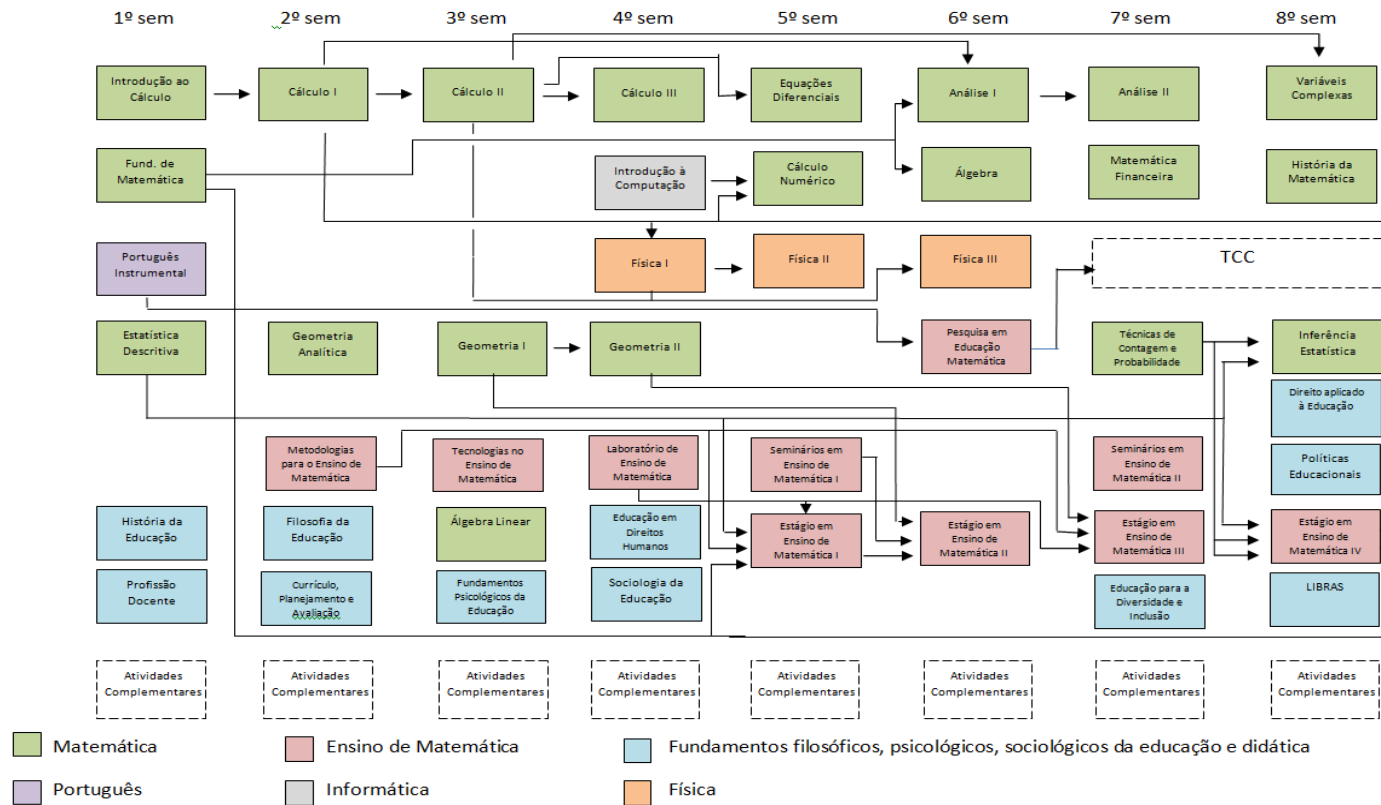 1º sem
2º sem
3º sem
4º sem
5º sem
6º sem
7º sem
8º sem
Introdução ao
Cálculo
Cálculo I
Cálculo II
Cálculo III
Equações
Diferenciais
Análise I
Análise II
Variáveis
Complexas
Fund. de
Matemática
Introdução à
Computação
Cálculo
Numérico
Álgebra
Matemática
Financeira
História da
Matemática
Português
Instrumental
Física I
Física II
Física III
TCC
Estatística
Descritiva
Geometria
Analítica
Geometria I
Geometria II
Pesquisa em
Educação
Matemática
Técnicas de
Contagem e
Probabilidade
Inferência
Estatística
Direito aplicado
à Educação
Metodologias
para o Ensino de
Matemática
Tecnologias no
Ensino de
Matemática
Laboratório de
Ensino de
Matemática
Seminários em
Ensino de
Matemática I
Seminários em
Ensino de
Matemática II
Políticas
Educacionais
História da
Educação
Filosofia da
Educação
Álgebra Linear
Educação em
Direitos
Humanos
Estágio em
Ensino de
Matemática I
Estágio em
Ensino de
Matemática II
Estágio em
Ensino de
Matemática III
Estágio em
Ensino de
Matemática IV
Profissão
Docente
Currículo,
Planejamento e
Avaliação
Fundamentos
Psicológicos da
Educação
Sociologia da
Educação
Educação para a
Diversidade e
Inclusão
LIBRAS
Atividades
Complementares
Atividades
Complementares
Atividades
Complementares
Atividades
Complementares
Atividades
Complementares
Atividades
Complementares
Atividades
Complementares
Atividades
Complementares
Matemática
Ensino de Matemática
Fundamentos filosóficos, psicológicos, sociológicos da educação e didática
Português
Informática
Física